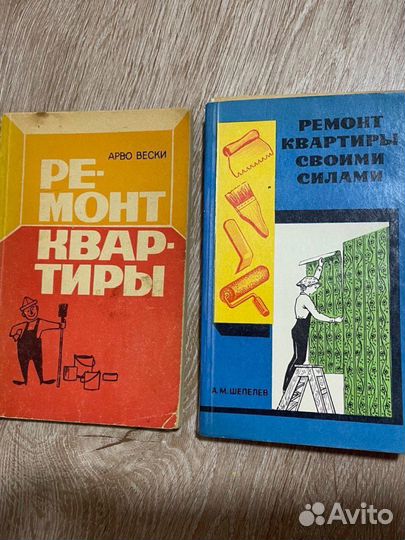 АРВО ВЕСКИ
РЕ-
МОНТ
КВАР-
ТИРЫ
РЕМОНТ
КВАРТИРЫ
СВОИМИ
СИЛАМИ
А. М. ШЕПЕЛЕВ
Avito